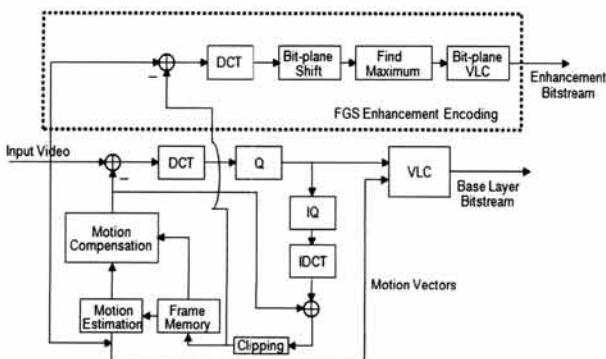 DCT
Bit-plane
Shift
Find
Maximum
Bit-plane
VLC
Enhancement
Bitstream
FGS Enhancement Encoding
Input Video
DCT
Q
VLC
Base Layer
Bitstream
IQ
Motion
Compensation
IDCT
Motion Vectors
Motion
Estimation
Frame
Memory
Clipping